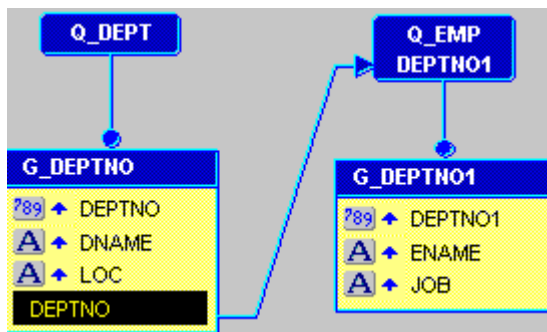 Q_DEPT
Q_EMP
DEPTNO1
G_DEPTNO
789 DEPTNO
A DNAME
A LOC
DEPTNO
G_DEPTNO1
789 DEPTNO1
A ENAME
A JOB